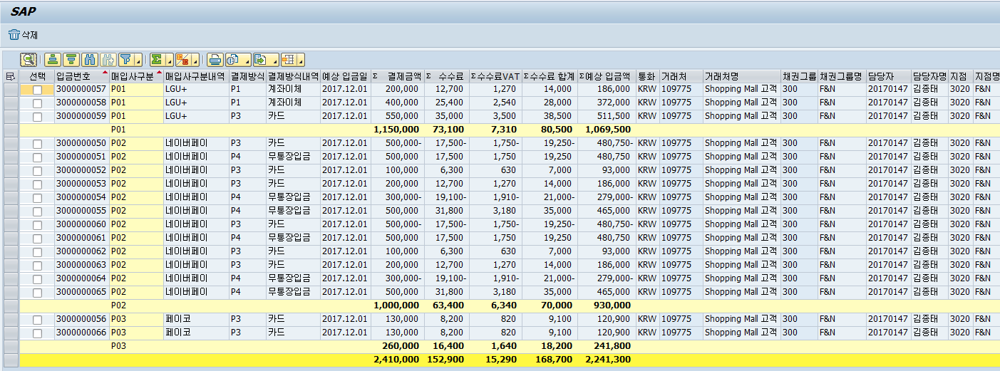 SAP
삭제
선택 입금번호 매입사구분 매입사구분내역 결제방식 결제방식내역 예상 입금일 Σ 결제금액 Σ 수수료 Σ수수료VAT Σ수수료 합계 Σ예상 입금액 통화 거래처 거래처명 채권그룹 채권그룹명 담당자 담당자명 지점 지점명
3000000057 P01 LGU+ P1 계좌이체 2017.12.01 200,000 12,700 1,270 14,000 186,000 KRW 109775 Shopping Mall 고객 300 F&N 20170147 김종태 3020 F&N
3000000058 P01 LGU+ P1 계좌이체 2017.12.01 400,000 25,400 2,540 28,000 372,000 KRW 109775 Shopping Mall 고객 300 F&N 20170147 김종태 3020 F&N
3000000059 P01 LGU+ P3 카드 2017.12.01 550,000 35,000 3,500 38,500 511,500 KRW 109775 Shopping Mall 고객 300 F&N 20170147 김종태 3020 F&N
P01 1,150,000 73,100 7,310 80,500 1,069,500
3000000050 P02 네이버페이 P3 카드 2017.12.01 500,000- 17,500- 1,750- 19,250- 480,750- KRW 109775 Shopping Mall 고객 300 F&N 20170147 김종태 3020 F&N
3000000051 P02 네이버페이 P4 무통장입금 2017.12.01 500,000 17,500 1,750 19,250 480,750 KRW 109775 Shopping Mall 고객 300 F&N 20170147 김종태 3020 F&N
3000000052 P02 네이버페이 P3 카드 2017.12.01 100,000 6,300 630 7,000 93,000 KRW 109775 Shopping Mall 고객 300 F&N 20170147 김종태 3020 F&N
3000000053 P02 네이버페이 P3 카드 2017.12.01 200,000 12,700 1,270 14,000 186,000 KRW 109775 Shopping Mall 고객 300 F&N 20170147 김종태 3020 F&N
3000000054 P02 네이버페이 P4 무통장입금 2017.12.01 300,000- 19,100- 1,910- 21,000- 279,000- KRW 109775 Shopping Mall 고객 300 F&N 20170147 김종태 3020 F&N
3000000055 P02 네이버페이 P4 무통장입금 2017.12.01 500,000 31,800 3,180 35,000 465,000 KRW 109775 Shopping Mall 고객 300 F&N 20170147 김종태 3020 F&N
3000000060 P02 네이버페이 P3 카드 2017.12.01 500,000- 17,500- 1,750- 19,250- 480,750- KRW 109775 Shopping Mall 고객 300 F&N 20170147 김종태 3020 F&N
3000000061 P02 네이버페이 P4 무통장입금 2017.12.01 500,000 17,500 1,750 19,250 480,750 KRW 109775 Shopping Mall 고객 300 F&N 20170147 김종태 3020 F&N
3000000062 P02 네이버페이 P3 카드 2017.12.01 100,000 6,300 630 7,000 93,000 KRW 109775 Shopping Mall 고객 300 F&N 20170147 김종태 3020 F&N
3000000063 P02 네이버페이 P3 카드 2017.12.01 200,000 12,700 1,270 14,000 186,000 KRW 109775 Shopping Mall 고객 300 F&N 20170147 김종태 3020 F&N
3000000064 P02 네이버페이 P4 무통장입금 2017.12.01 300,000- 19,100- 1,910- 21,000- 279,000- KRW 109775 Shopping Mall 고객 300 F&N 20170147 김종태 3020 F&N
3000000065 P02 네이버페이 P4 무통장입금 2017.12.01 500,000 31,800 3,180 35,000 465,000 KRW 109775 Shopping Mall 고객 300 F&N 20170147 김종태 3020 F&N
P02 1,000,000 63,400 6,340 70,000 930,000
3000000056 P03 페이코 P3 카드 2017.12.01 130,000 8,200 820 9,100 120,900 KRW 109775 Shopping Mall 고객 300 F&N 20170147 김종태 3020 F&N
3000000066 P03 페이코 P3 카드 2017.12.01 130,000 8,200 820 9,100 120,900 KRW 109775 Shopping Mall 고객 300 F&N 20170147 김종태 3020 F&N
P03 260,000 16,400 1,640 18,200 241,800
2,410,000 152,900 15,290 168,700 2,241,300